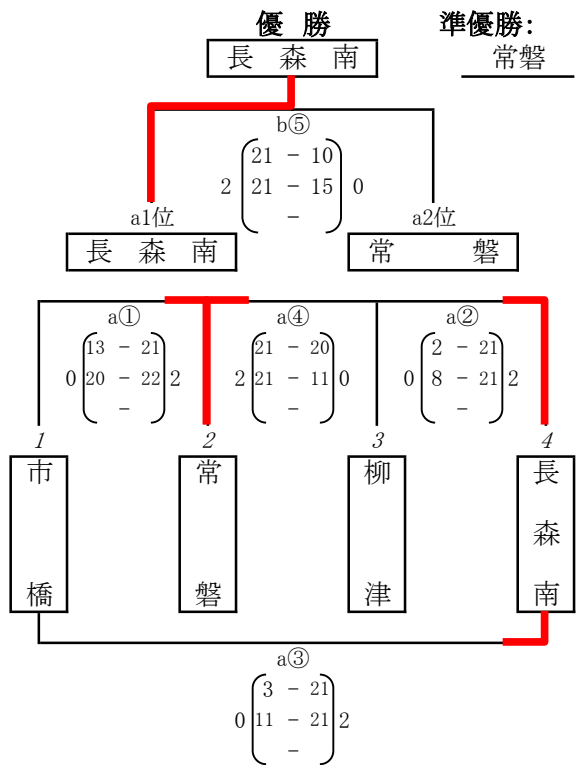 優 勝 準優勝:
長 森 南 常磐
b⑤
21 - 10
2 21 - 15 0
-
a1位 a2位
長 森 南 常 磐
a① a④ a②
13 - 21 21 - 20 2 - 21
0 20 - 22 2 2 21 - 11 0 0 8 - 21 2
- - -
1 2 3 4
市橋 常磐 柳津 長森南
a③
3 - 21
0 11 - 21 2
-